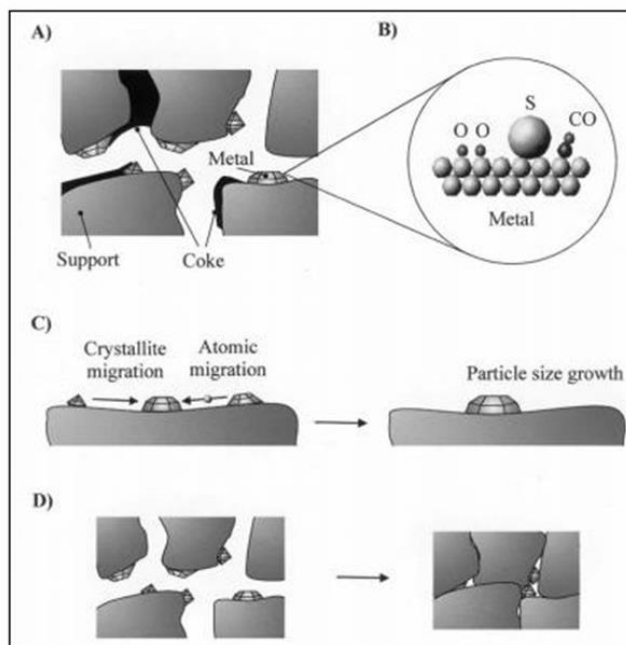 A)
B)
S
O O
CO
Metal
Metal
Support
Coke
C)
Crystallite
migration
Atomic
migration
Particle size growth
D)